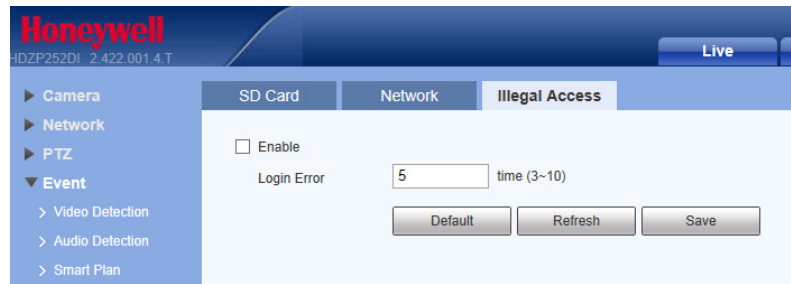 Honeywell
HDZP252DI 2.422.001.4.T
Live
Camera
Network
PTZ
Event
Video Detection
Audio Detection
Smart Plan
SD Card Network Illegal Access
Enable
Login Error 5 time (3~10)
Default Refresh Save